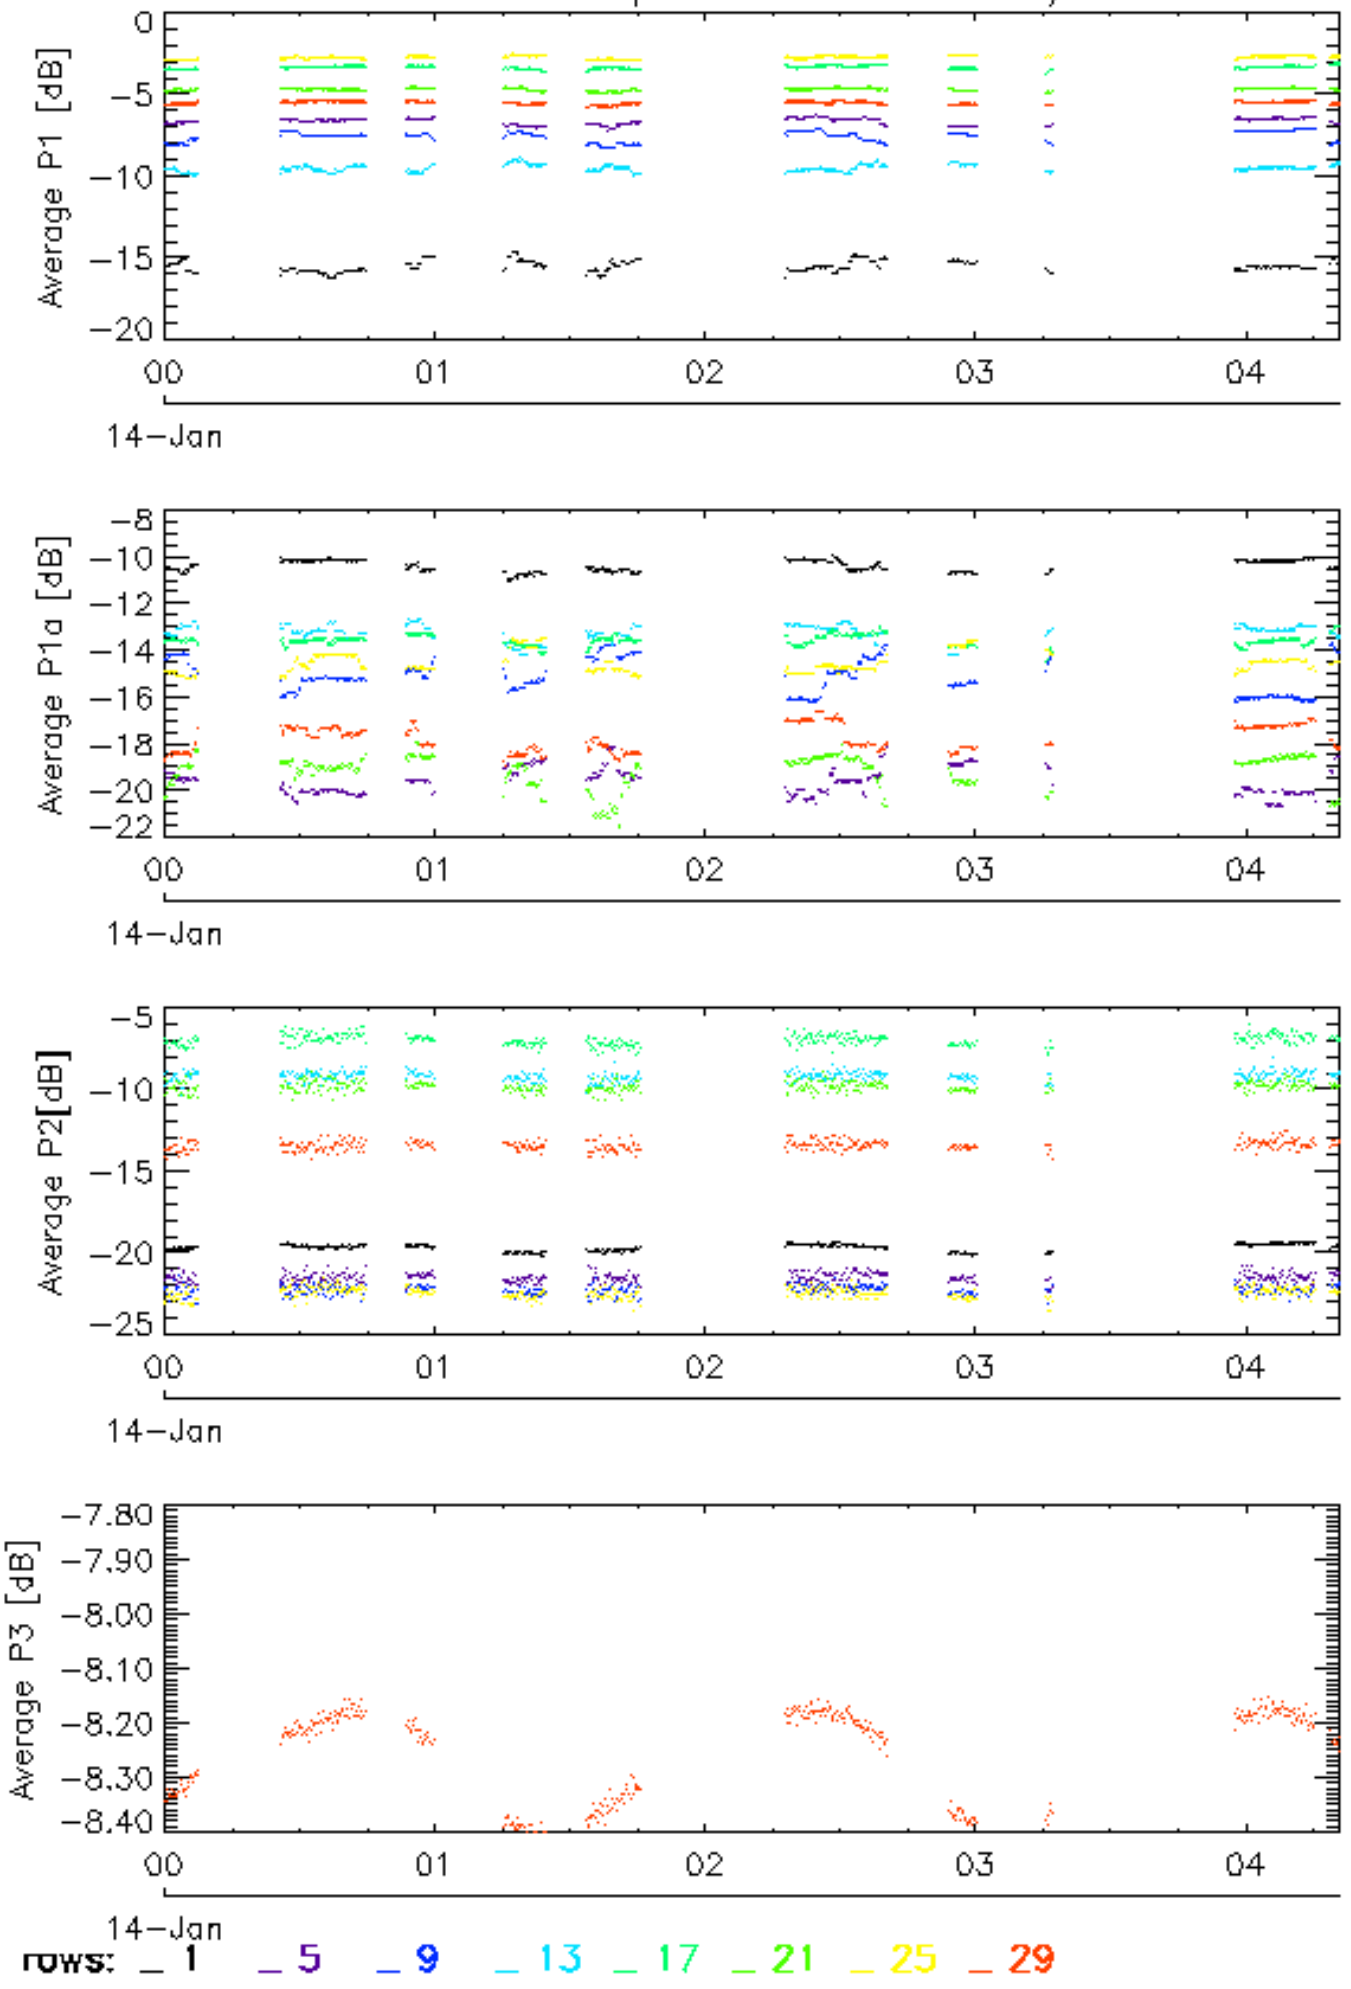 0
−5
−10
−15
−20
Average P1 [dB]
00 01 02 03 04
14−Jan
−8
−10
−12
−14
−16
−18
−20
−22
Average P1a [dB]
00 01 02 03 04
14−Jan
−5
−10
−15
−20
−25
Average P2[dB]
00 01 02 03 04
14−Jan
−7.80
−7.90
−8.00
−8.10
−8.20
−8.30
−8.40
Average P3 [dB]
00 01 02 03 04
14−Jan
rows: _ 1 _ 5 _ 9 _ 13 _ 17 _ 21 _ 25 _ 29